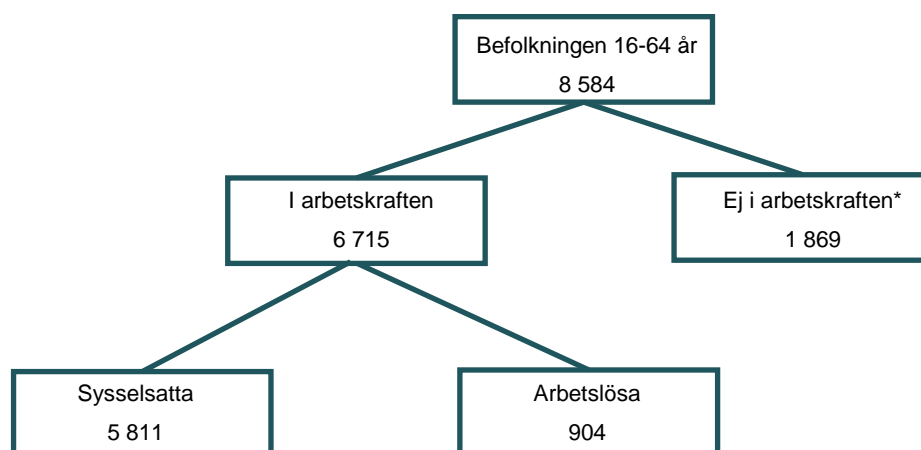 Befolkningen 16-64 år
8 584
I arbetskraften
6 715
Ej i arbetskraften*
1 869
Sysselsatta
5 811
Arbetslösa
904